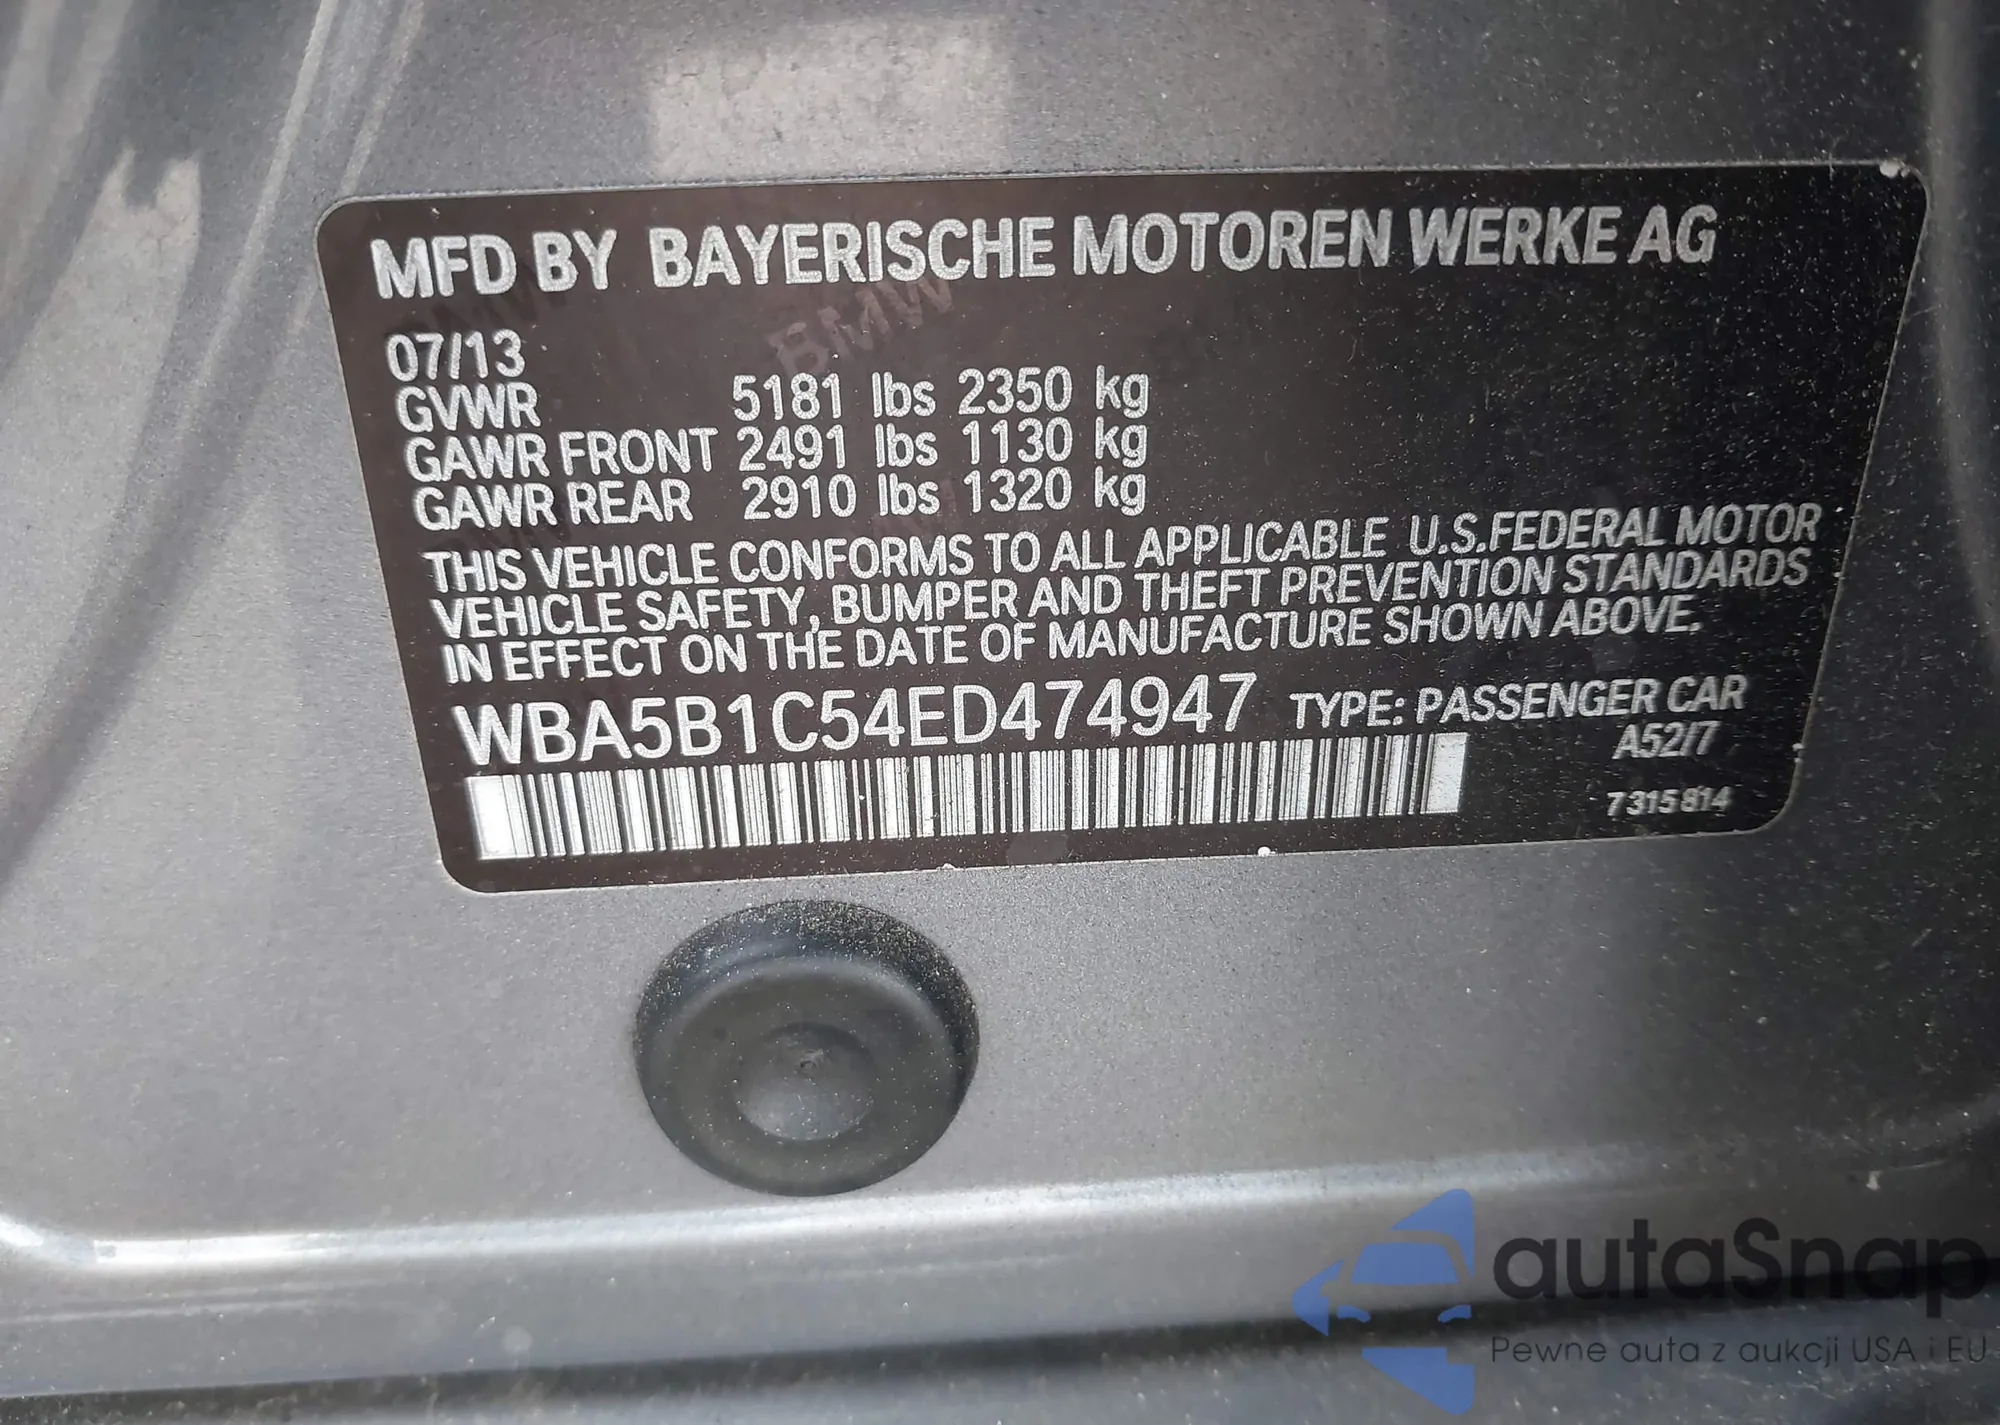 MFD BY BAYERISCHE MOTOREN WERKE AG
07/13
GVWR 5181 lbs 2350 kg
GAWR FRONT 2491 lbs 1130 kg
GAWR REAR 2910 lbs 1320 kg
THIS VEHICLE CONFORMS TO ALL APPLICABLE U.S.FEDERAL MOTOR
VEHICLE SAFETY, BUMPER AND THEFT PREVENTION STANDARDS
IN EFFECT ON THE DATE OF MANUFACTURE SHOWN ABOVE.
WBA5B1C54ED474947 TYPE: PASSENGER CAR
A52/7
7315814
BMW
autaSnap
Pewne auta z aukcji USA i EU